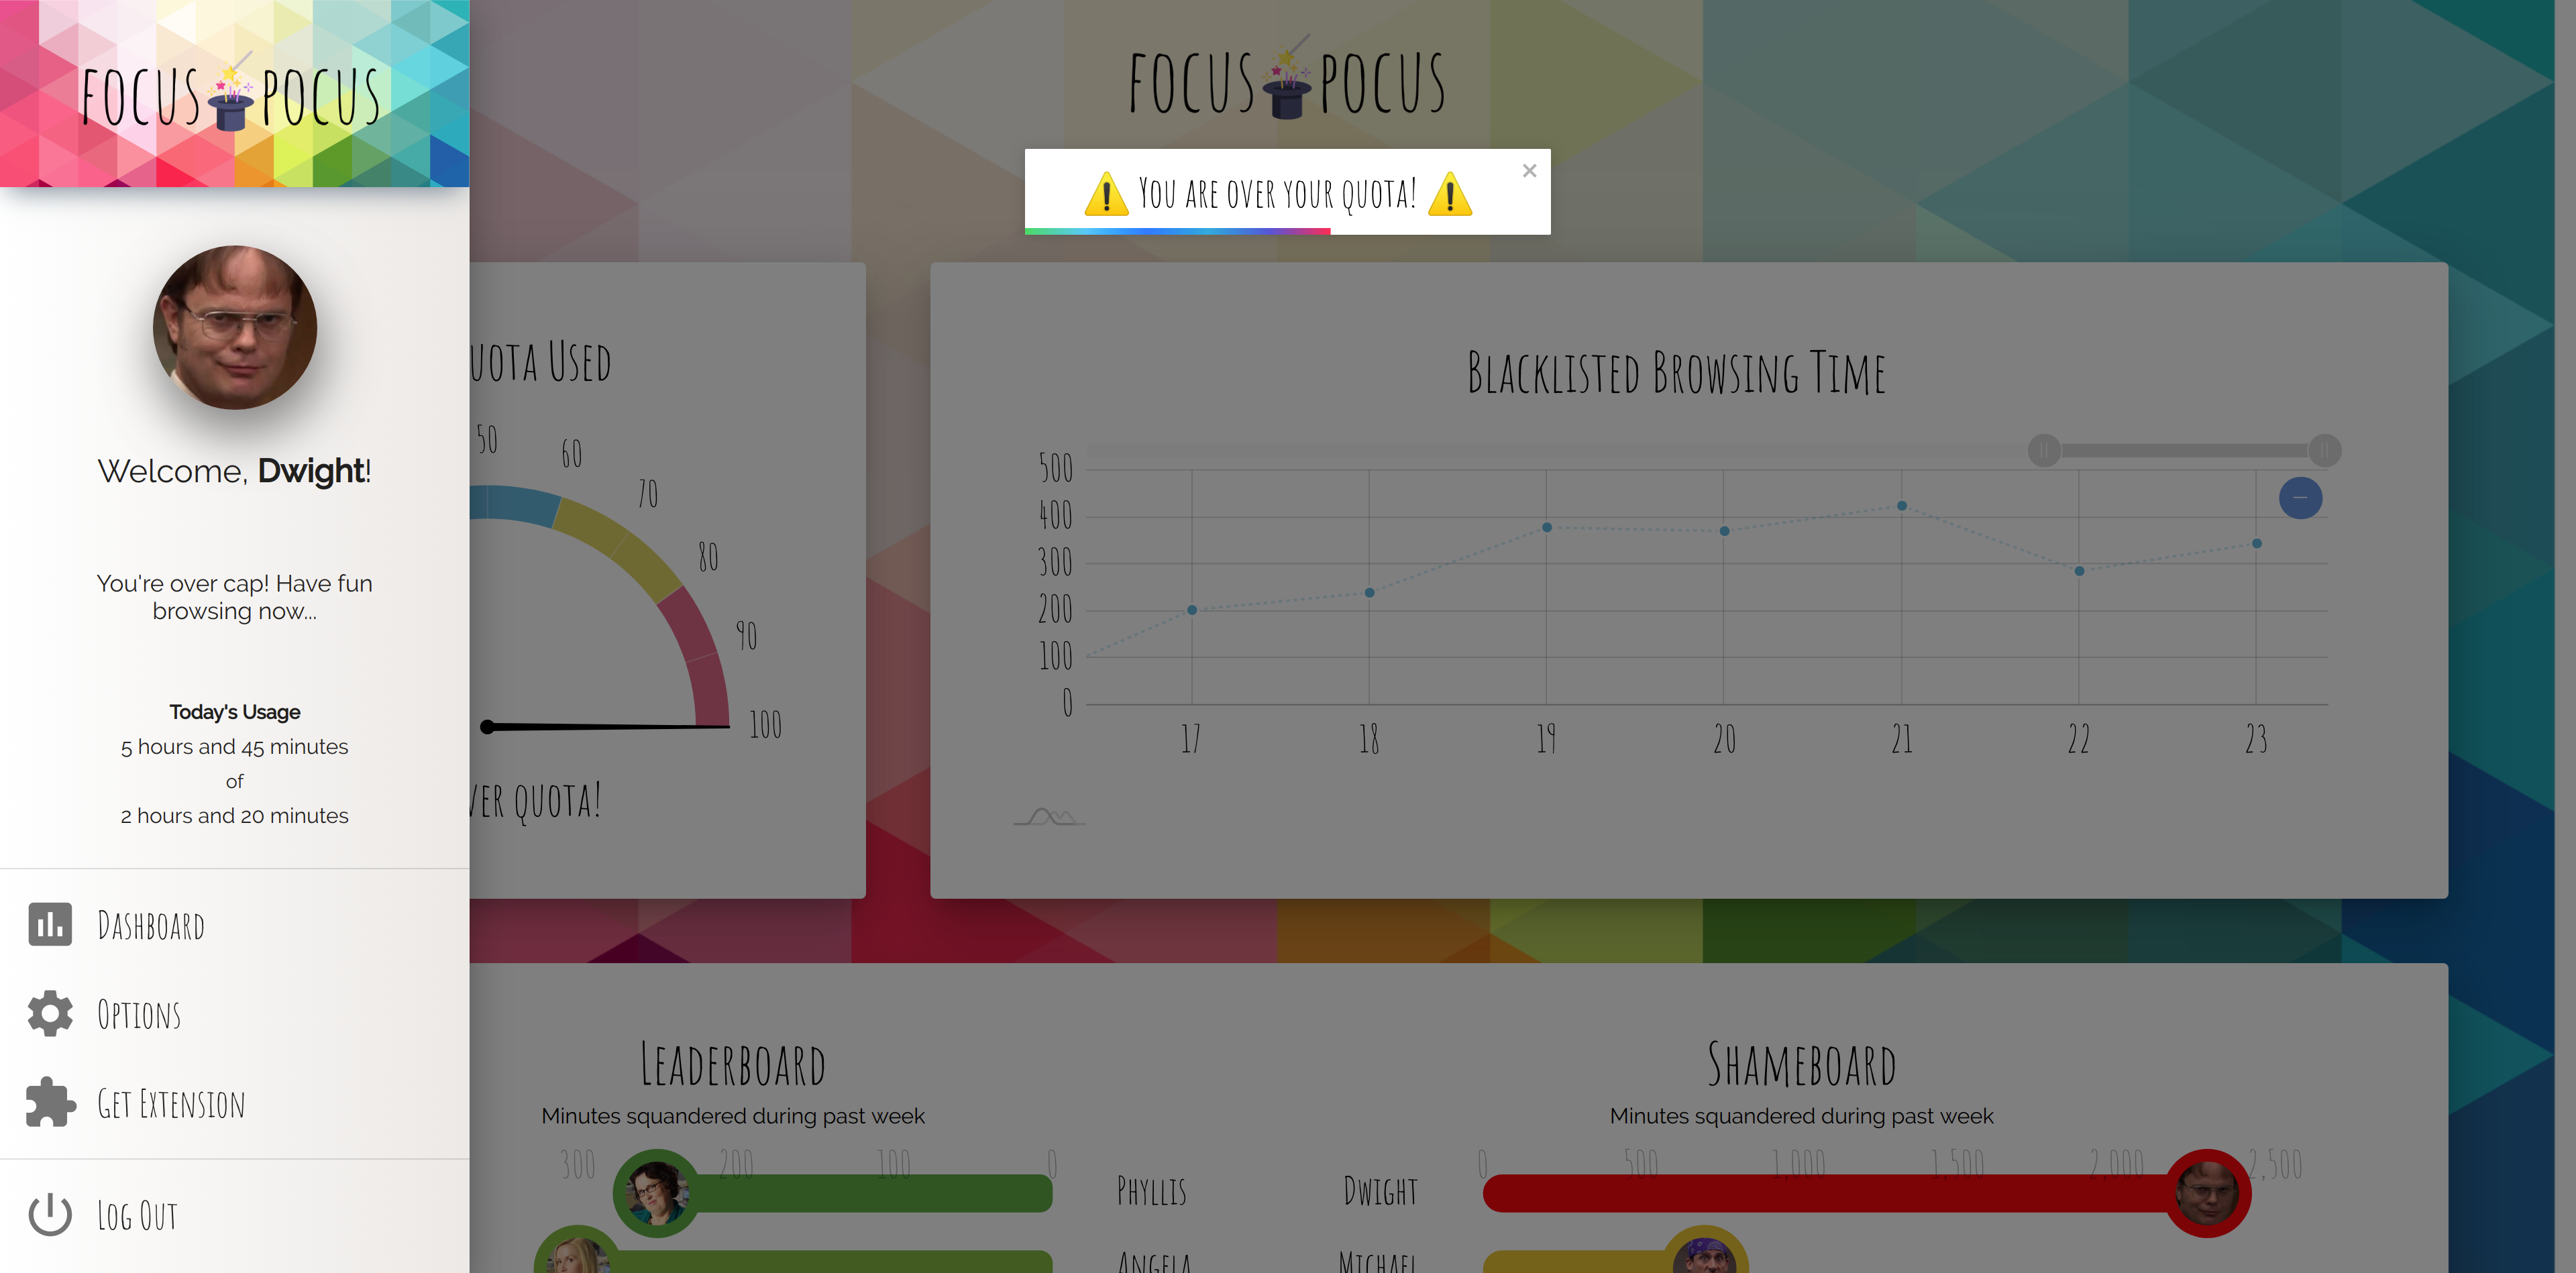 FOCUS POCUS
Welcome, Dwight!
You're over cap! Have fun
browsing now...
Today's Usage
5 hours and 45 minutes
of
2 hours and 20 minutes
Dashboard
Options
Get Extension
Log Out
FOCUS POCUS
You are over your quota!
×
uota Used
50
60
70
80
90
100
ver quota!
Blacklisted Browsing Time
500
400
300
200
100
0
17 18 19 20 21 22 23
Leaderboard
Minutes squandered during past week
300 200 100 0
Phyllis
Angela
Shameboard
Minutes squandered during past week
0 500 1,000 1,500 2,000 2,500
Dwight
Michael